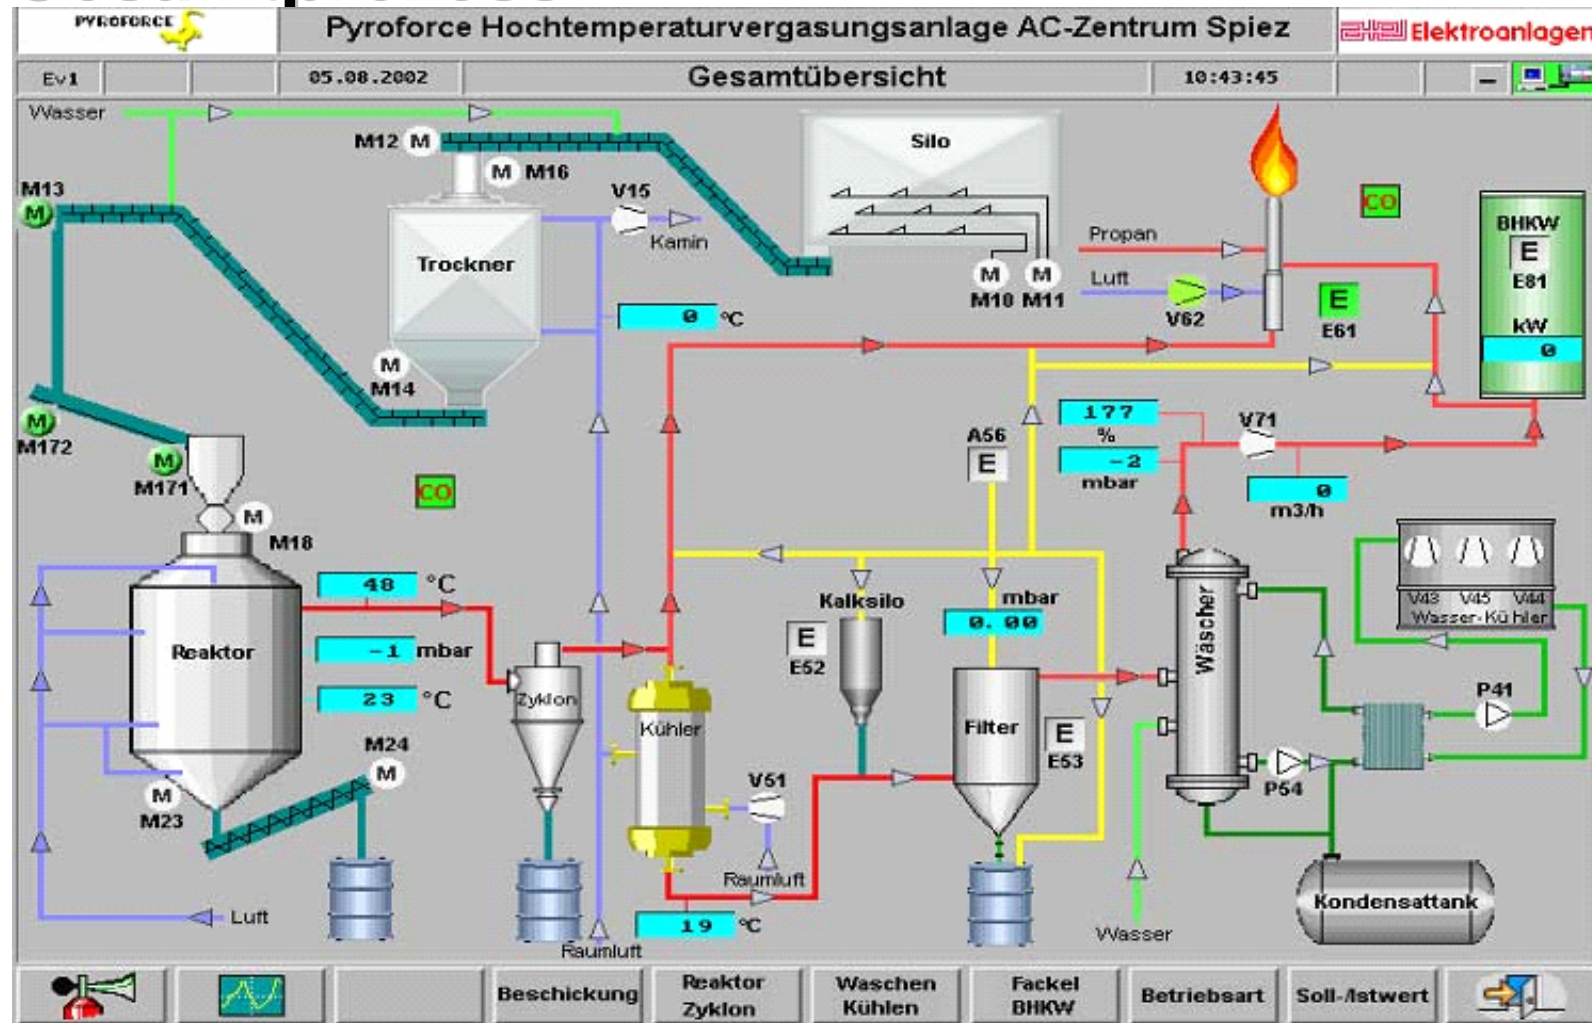 PYROFORCE
Pyroforce Hochtemperaturvergasungsanlage AC-Zentrum Spiez
Elektroanlagen
Ev1
05.08.2002
Gesamtübersicht
10:43:45
Wasser
M12 M
M M16
V15
Kamin
Silo
M13
M
Trockner
M M
M10 M11
Propan
Luft
V62
CO
E
E61
BHKW
E
E81
kW
0
0 °C
M
M14
M
M172
M
M171
CO
M
M18
A56
E
177
%
-2
mbar
V71
0
m3/h
48 °C
Reaktor
-1 mbar
23 °C
M24
M
M
M23
Luft
Zyklon
Kühler
V51
Raumluft
19 °C
Raumluft
Kalksilo
E
E52
mbar
0.00
Filter
E
E53
Wäscher
V43 V45 V44
Wasser-Kühler
P41
P54
Wasser
Kondensattank
Beschickung
Reaktor
Zyklon
Waschen
Kühlen
Fackel
BHKW
Betriebsart
Soll-/Istwert